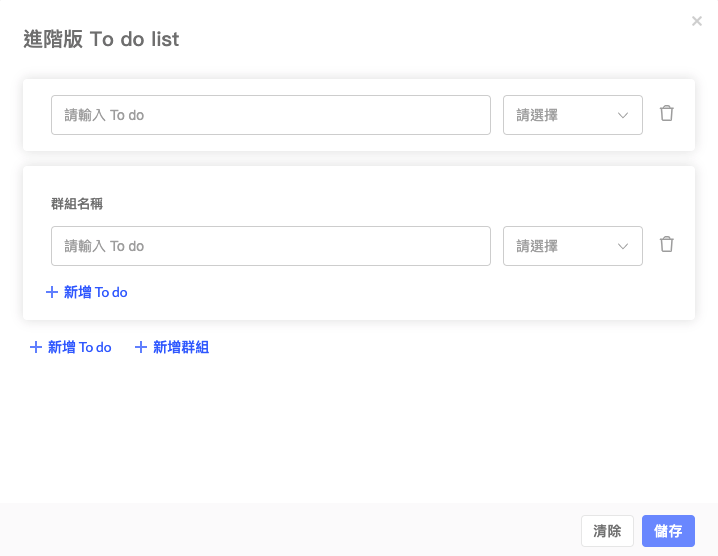 進階版 To do list
請輸入 To do 請選擇
群組名稱
請輸入 To do 請選擇
新增 To do
新增 To do 新增群組
清除 儲存